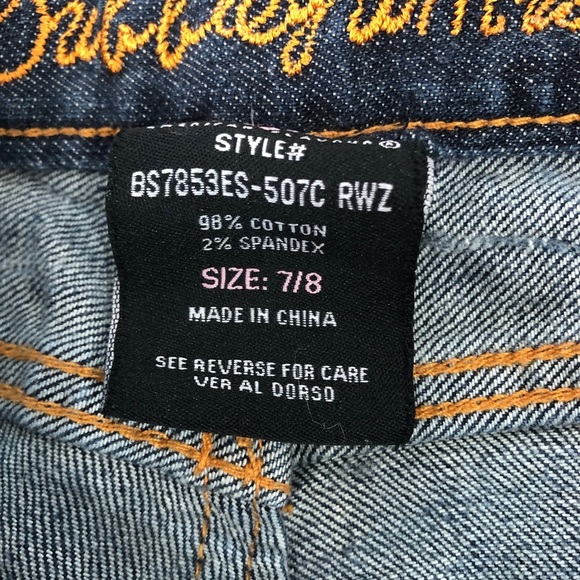 Bubblegum
STYLE#
BS7853ES-507C RWZ
98% COTTON
2% SPANDEX
SIZE: 7/8
MADE IN CHINA
SEE REVERSE FOR CARE
VER AL DORSO